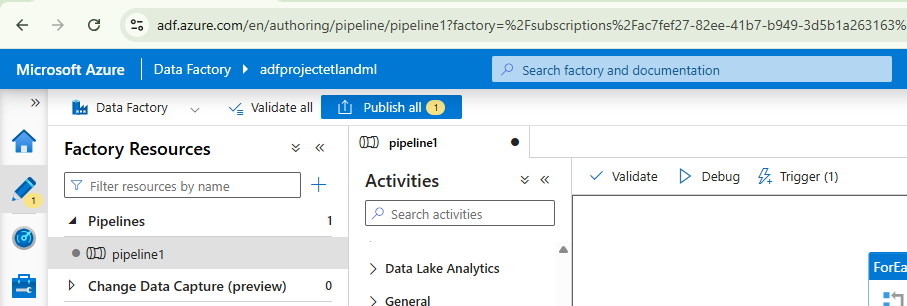 adf.azure.com/en/authoring/pipeline/pipeline1?factory=%2Fsubscriptions%2Fac7fef27-82ee-41b7-b949-3d5b1a263163%
Microsoft Azure Data Factory adfprojectetlandml Search factory and documentation
Data Factory Validate all Publish all 1
Factory Resources
Filter resources by name
Pipelines 1
pipeline1
Change Data Capture (preview) 0
1
pipeline1
Activities
Search activities
Data Lake Analytics
General
Validate Debug Trigger (1)
ForEa